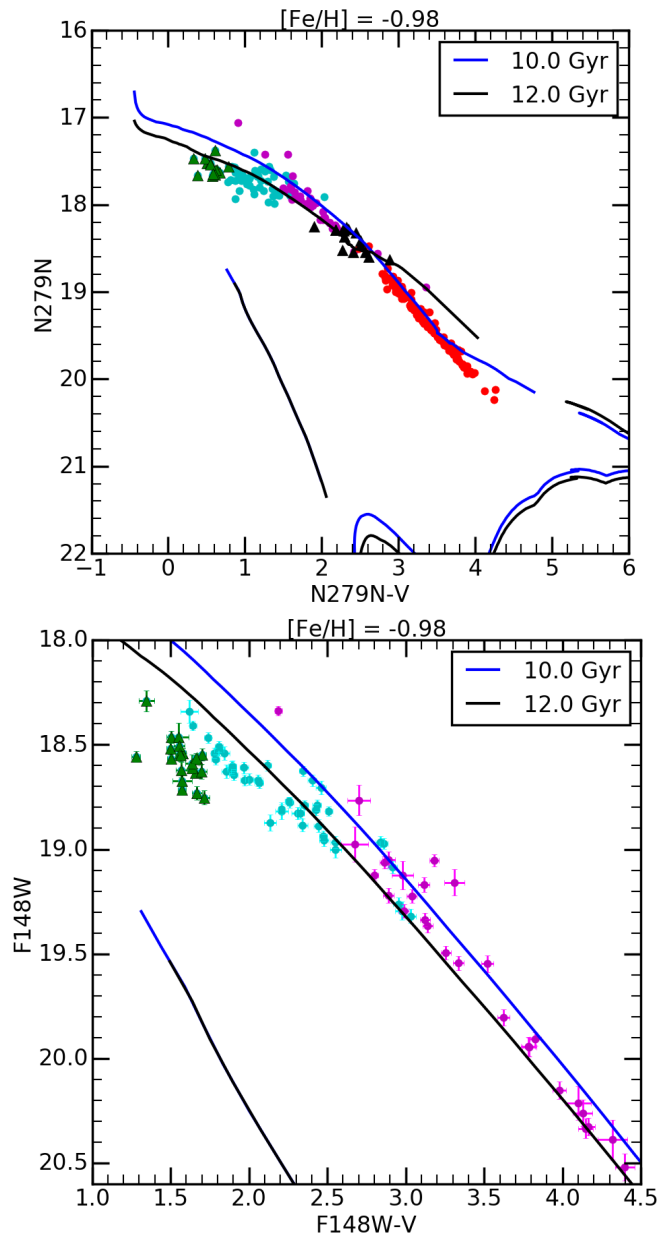 [Fe/H] = -0.98
16
10.0 Gyr
12.0 Gyr
17
18
N279N
19
20
21
22
−1 0 1 2 3 4 5 6
N279N-V
[Fe/H] = -0.98
18.0
10.0 Gyr
12.0 Gyr
18.5
19.0
F148W
19.5
20.0
20.5
1.0 1.5 2.0 2.5 3.0 3.5 4.0 4.5
F148W-V